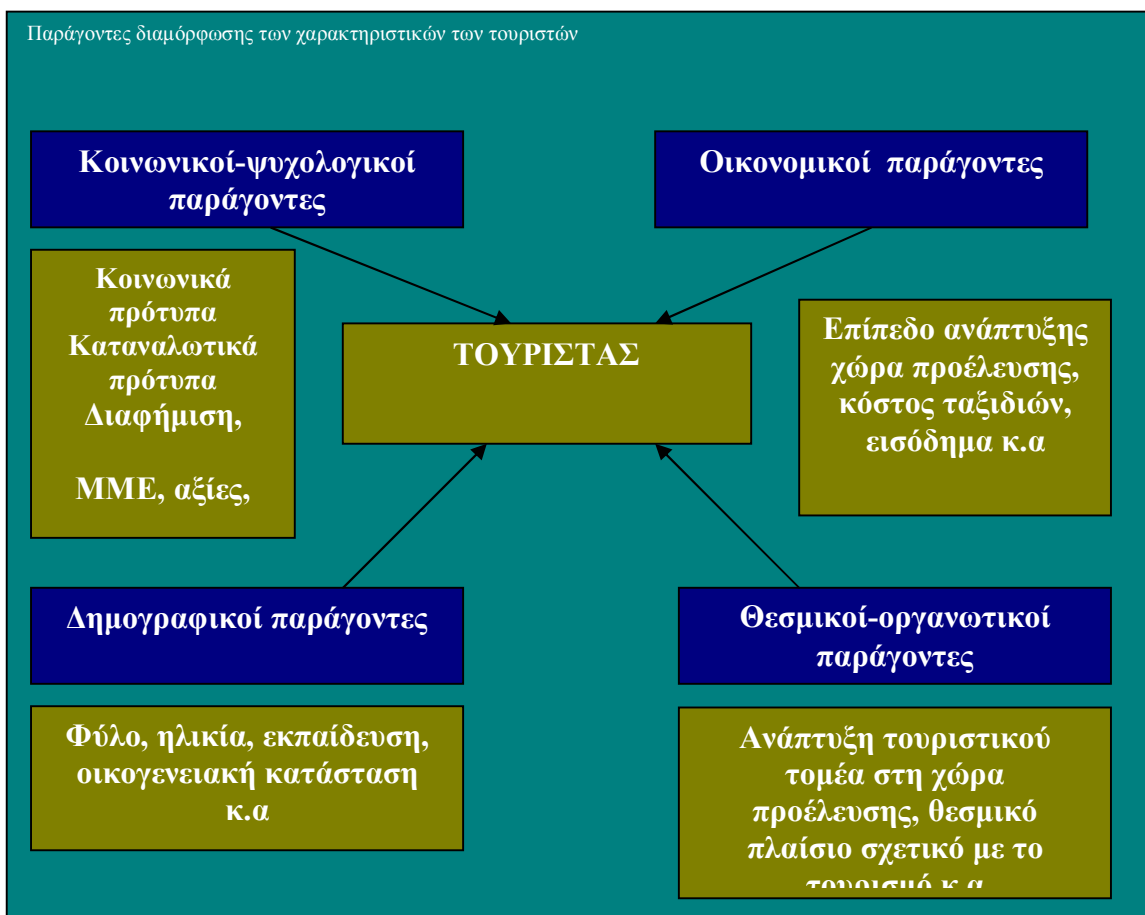 Παράγοντες διαμόρφωσης των χαρακτηριστικών των τουριστών
Κοινωνικοί-ψυχολογικοί
παράγοντες
Οικονομικοί παράγοντες
Κοινωνικά
πρότυπα
Καταναλωτικά
πρότυπα
Διαφήμιση,
ΜΜΕ, αξίες,
ΤΟΥΡΙΣΤΑΣ
Επίπεδο ανάπτυξης
χώρα προέλευσης,
κόστος ταξιδιών,
εισόδημα κ.α
Δημογραφικοί παράγοντες
Θεσμικοί-οργανωτικοί
παράγοντες
Φύλο, ηλικία, εκπαίδευση,
οικογενειακή κατάσταση
κ.α
Ανάπτυξη τουριστικού
τομέα στη χώρα
προέλευσης, θεσμικό
πλαίσιο σχετικό με το
τουρισμό κ.α